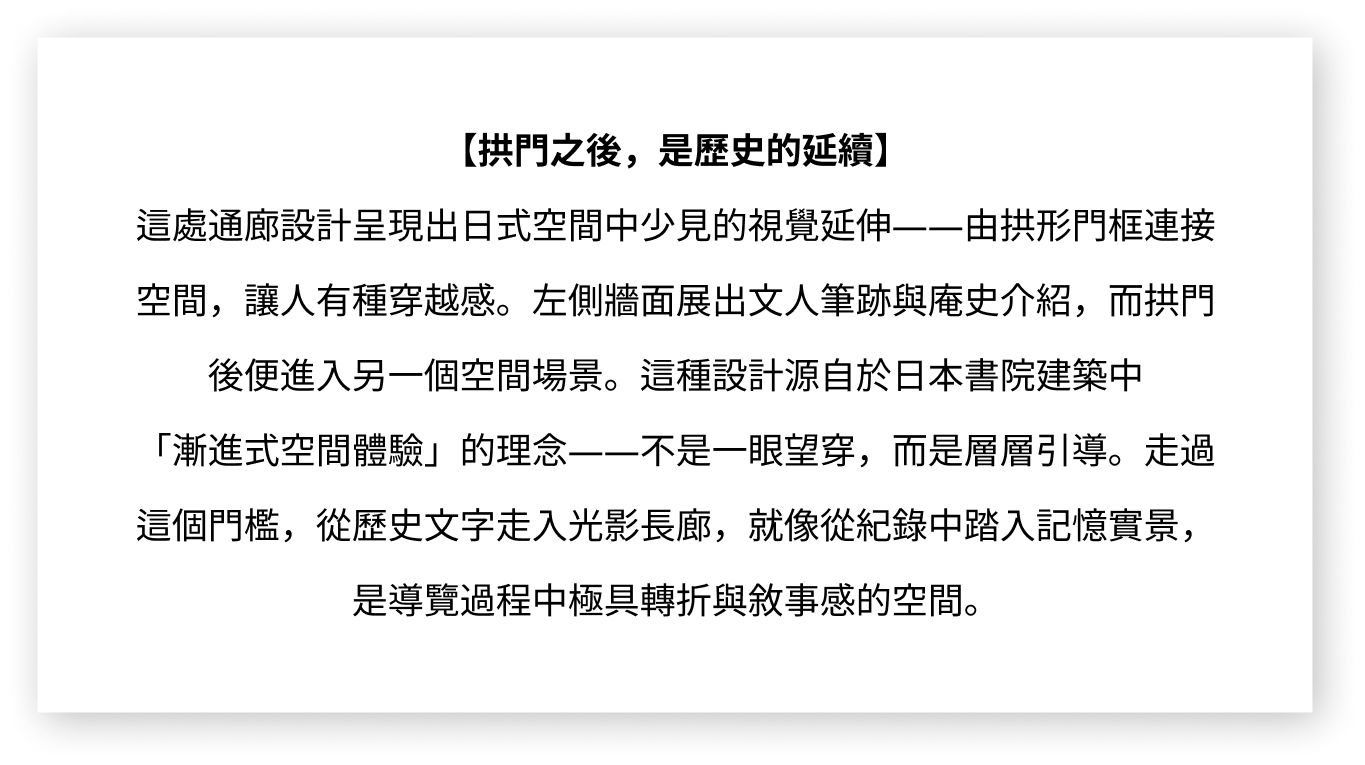 【拱門之後，是歷史的延續】
這處通廊設計呈現出日式空間中少見的視覺延伸——由拱形門框連接
空間，讓人有種穿越感。左側牆面展出文人筆跡與庵史介紹，而拱門
後便進入另一個空間場景。這種設計源自於日本書院建築中
「漸進式空間體驗」的理念——不是一眼望穿，而是層層引導。走過
這個門檻，從歷史文字走入光影長廊，就像從紀錄中踏入記憶實景，
是導覽過程中極具轉折與敘事感的空間。